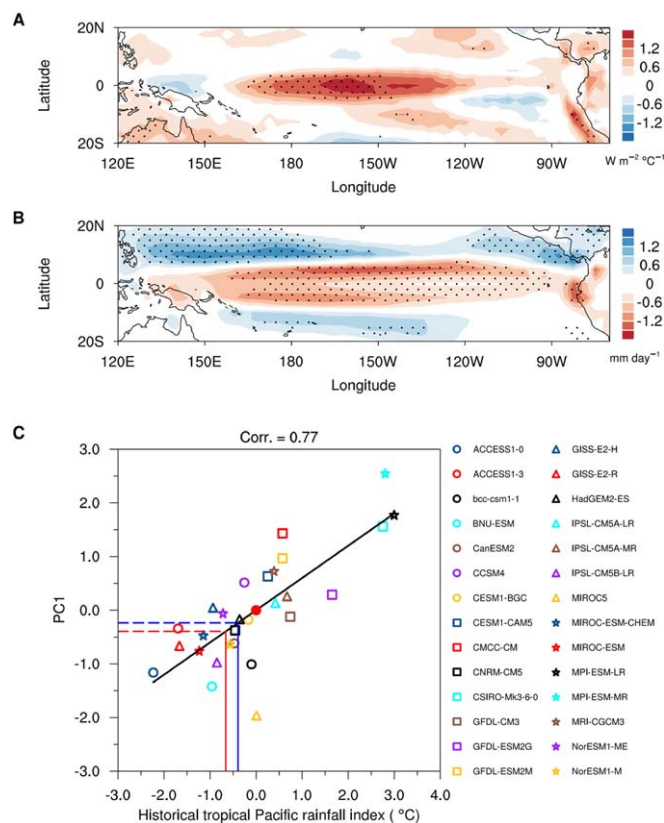 A
20N
0
20S
Latitude
120E 150E 180 150W 120W 90W
Longitude
1.2
0.6
0
-0.6
-1.2
W m⁻² °C⁻¹
B
20N
0
20S
Latitude
120E 150E 180 150W 120W 90W
Longitude
1.2
0.6
0
-0.6
-1.2
mm day⁻¹
C
Corr. = 0.77
3.0
2.0
1.0
0.0
-1.0
-2.0
-3.0
PC1
-3.0 -2.0 -1.0 0.0 1.0 2.0 3.0 4.0
Historical tropical Pacific rainfall index ( °C)
ACCESS1-0
ACCESS1-3
bcc-csm1-1
BNU-ESM
CanESM2
CCSM4
CESM1-BGC
CESM1-CAM5
CMCC-CM
CNRM-CM5
CSIRO-Mk3-6-0
GFDL-CM3
GFDL-ESM2G
GFDL-ESM2M
GISS-E2-H
GISS-E2-R
HadGEM2-ES
IPSL-CM5A-LR
IPSL-CM5A-MR
IPSL-CM5B-LR
MIROC5
MIROC-ESM-CHEM
MIROC-ESM
MPI-ESM-LR
MPI-ESM-MR
MRI-CGCM3
NorESM1-ME
NorESM1-M